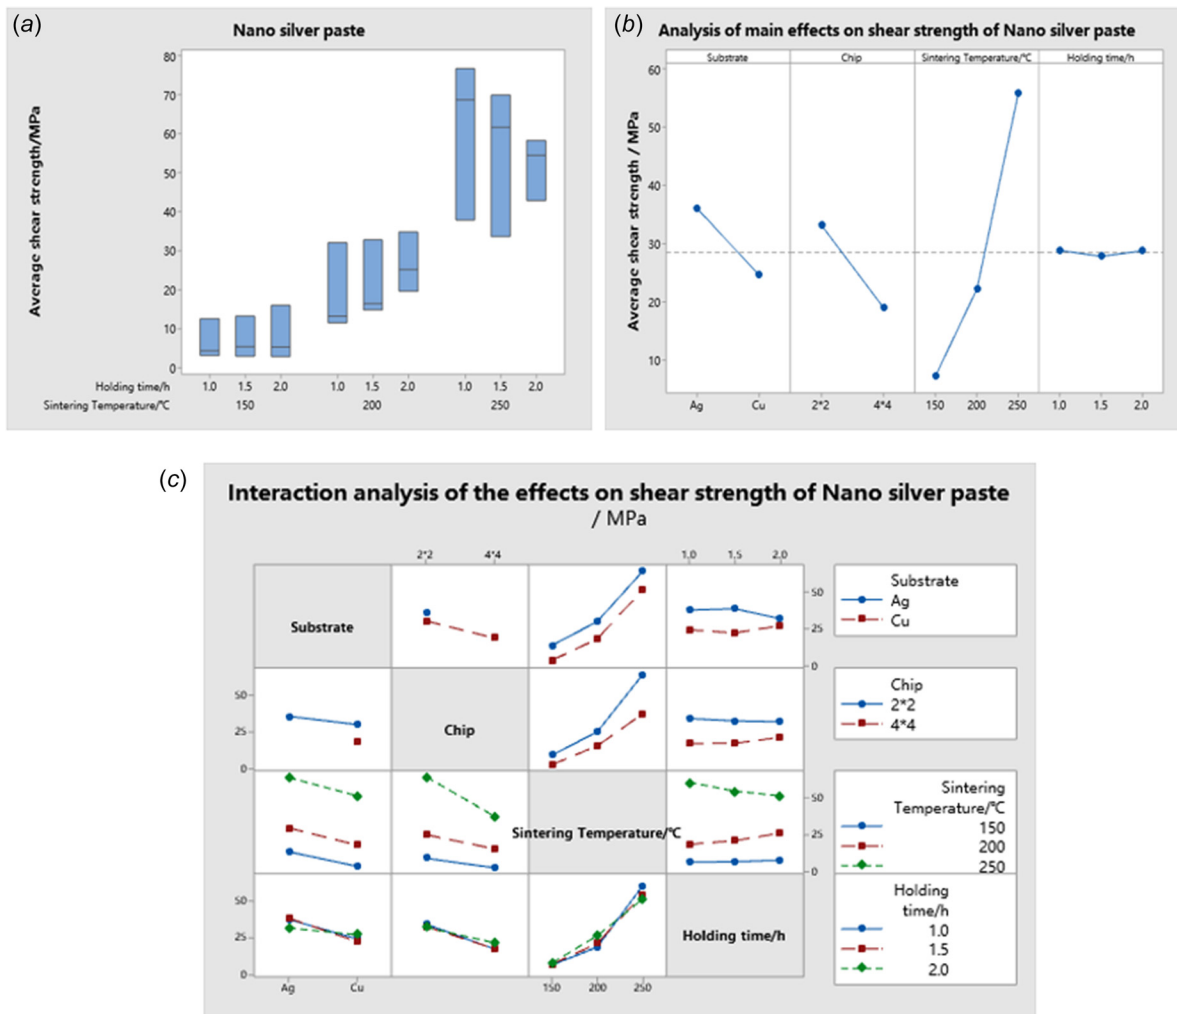 (a)
Nano silver paste
Average shear strength/MPa
80
70
60
50
40
30
20
10
0
Holding time/h 1.0 1.5 2.0 1.0 1.5 2.0 1.0 1.5 2.0
Sintering Temperature/℃ 150 200 250
(b)
Analysis of main effects on shear strength of Nano silver paste
Substrate Chip Sintering Temperature/℃ Holding time/h
Average shear strength / MPa
60
50
40
30
20
10
Ag Cu 2*2 4*4 150 200 250 1.0 1.5 2.0
(c)
Interaction analysis of the effects on shear strength of Nano silver paste
/ MPa
2*2 4*4 1.0 1.5 2.0
Substrate
50
25
0
Substrate
Ag
Cu
50
25
0
Chip
Chip
2*2
4*4
Sintering Temperature/℃
50
25
0
Sintering
Temperature/℃
150
200
250
50
25
0
Holding time/h
Holding
time/h
1.0
1.5
2.0
Ag Cu 150 200 250